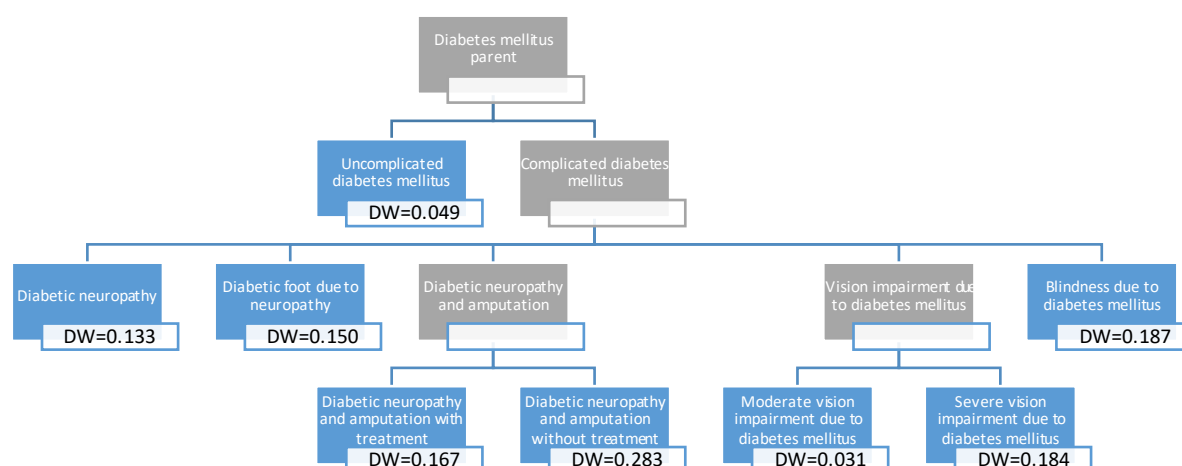 Diabetes mellitus
parent
Uncomplicated
diabetes mellitus
DW=0.049
Complicated diabetes
mellitus
Diabetic neuropathy
DW=0.133
Diabetic foot due to
neuropathy
DW=0.150
Diabetic neuropathy
and amputation
Vision impairment due
to diabetes mellitus
Blindness due to
diabetes mellitus
DW=0.187
Diabetic neuropathy
and amputation with
treatment
DW=0.167
Diabetic neuropathy
and amputation
without treatment
DW=0.283
Moderate vision
impairment due to
diabetes mellitus
DW=0.031
Severe vision
impairment due to
diabetes mellitus
DW=0.184